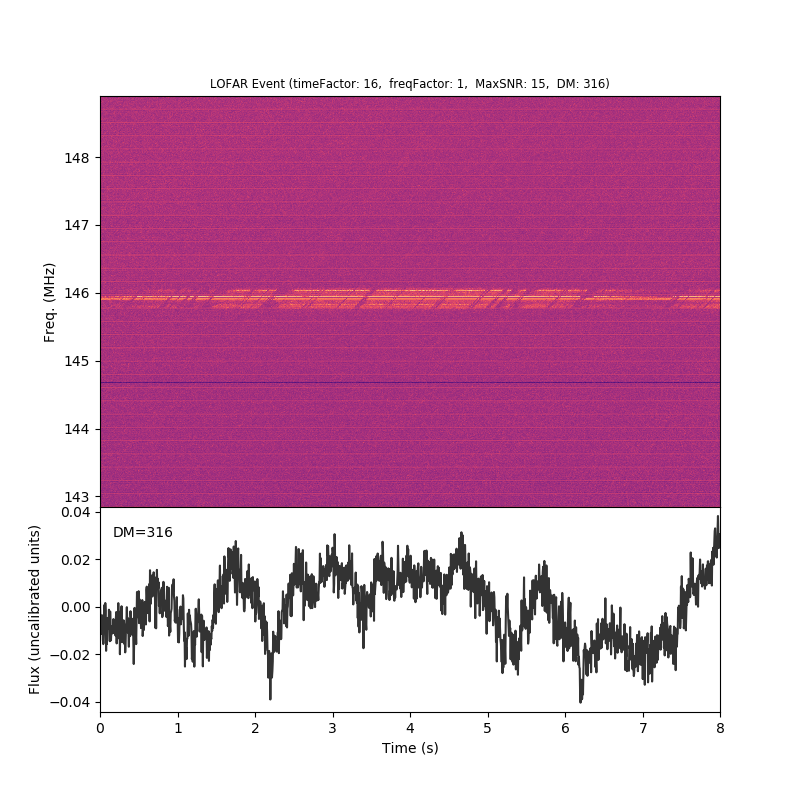 LOFAR Event (timeFactor: 16,  freqFactor: 1,  MaxSNR: 15,  DM: 316)
148
147
146
145
144
143
Freq. (MHz)
0.04
0.02
0.00
−0.02
−0.04
Flux (uncalibrated units)
DM=316
0 1 2 3 4 5 6 7 8
Time (s)